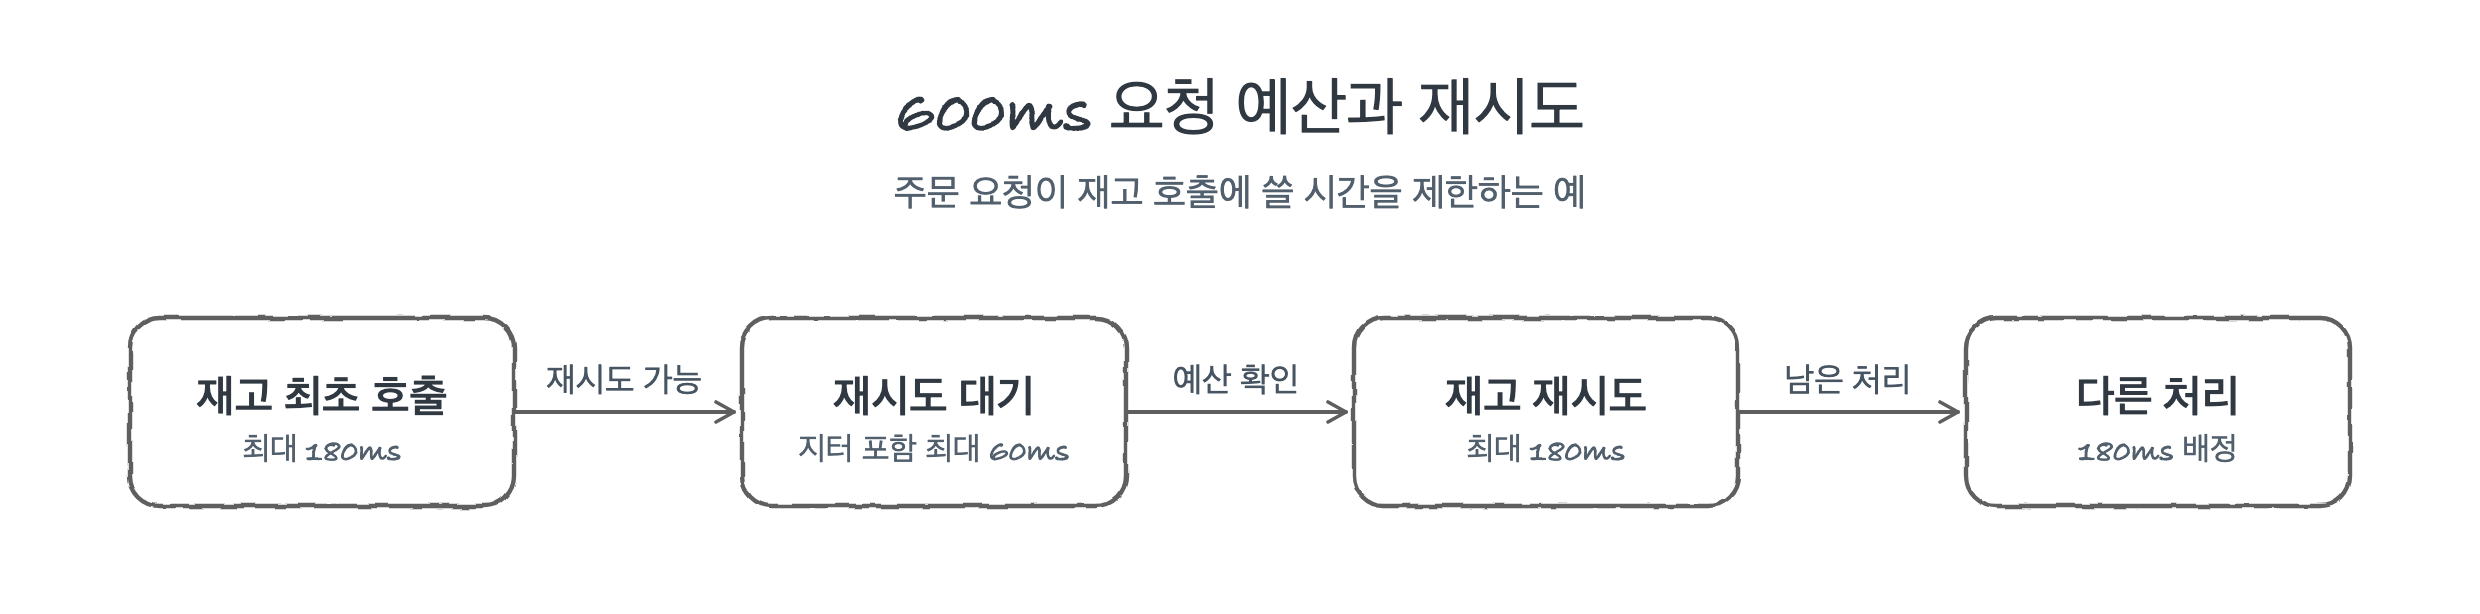 600ms 요청 예산과 재시도
주문 요청이 재고 호출에 쓸 시간을 제한하는 예
재고 최초 호출
최대 180ms
재시도 가능
재시도 대기
지터 포함 최대 60ms
예산 확인
재고 재시도
최대 180ms
남은 처리
다른 처리
180ms 배정